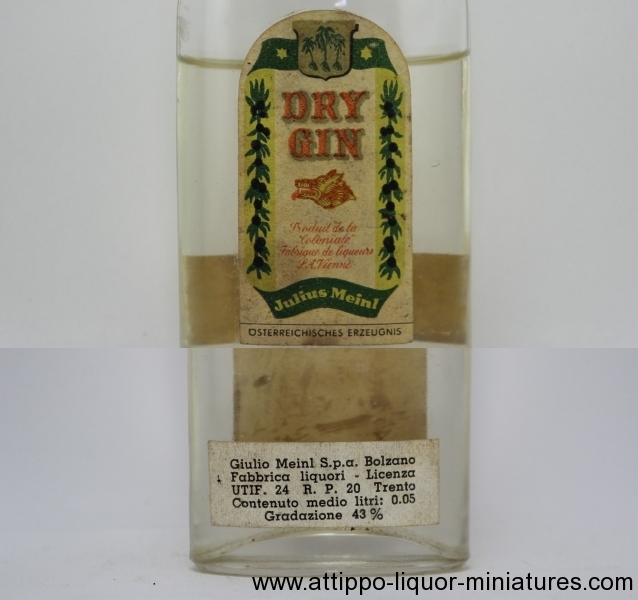 DRY
GIN
Produit de la
"Coloniale"
Fabrique de liqueurs
S.A. Vienne
Julius Meinl
ÖSTERREICHISCHES ERZEUGNIS
Giulio Meinl S.p.a. Bolzano
Fabbrica liquori - Licenza
UTIF. 24 R. P. 20 Trento
Contenuto medio litri: 0.05
Gradazione 43 %
www.attippo-liquor-miniatures.com